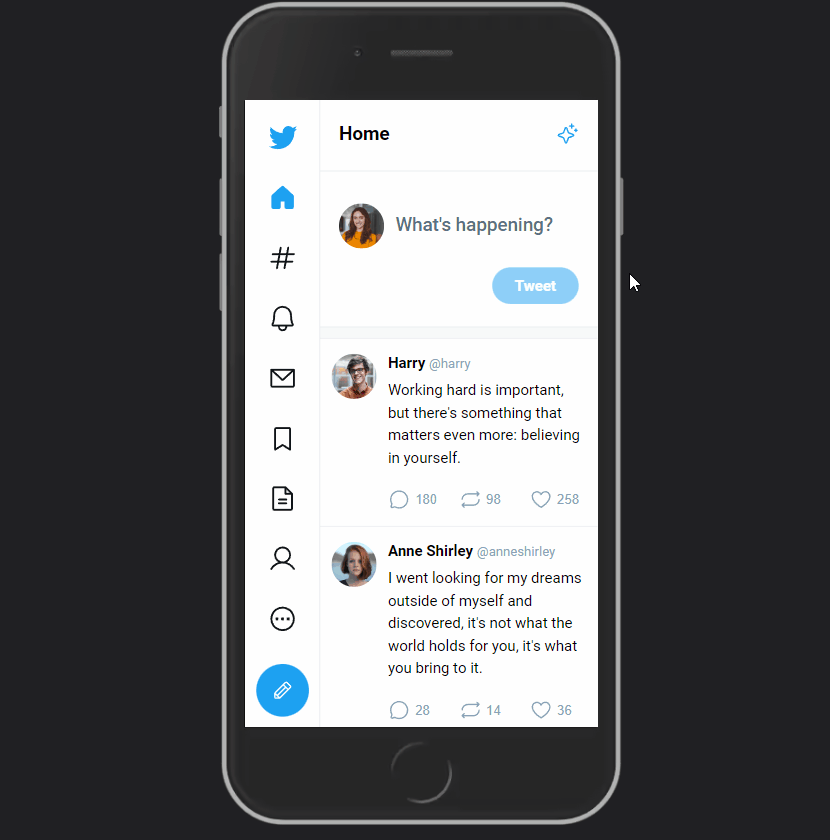 Home
What's happening?
Tweet
Harry @harry
Working hard is important,
but there's something that
matters even more: believing
in yourself.
180 98 258
Anne Shirley @anneshirley
I went looking for my dreams
outside of myself and
discovered, it's not what the
world holds for you, it's what
you bring to it.
28 14 36